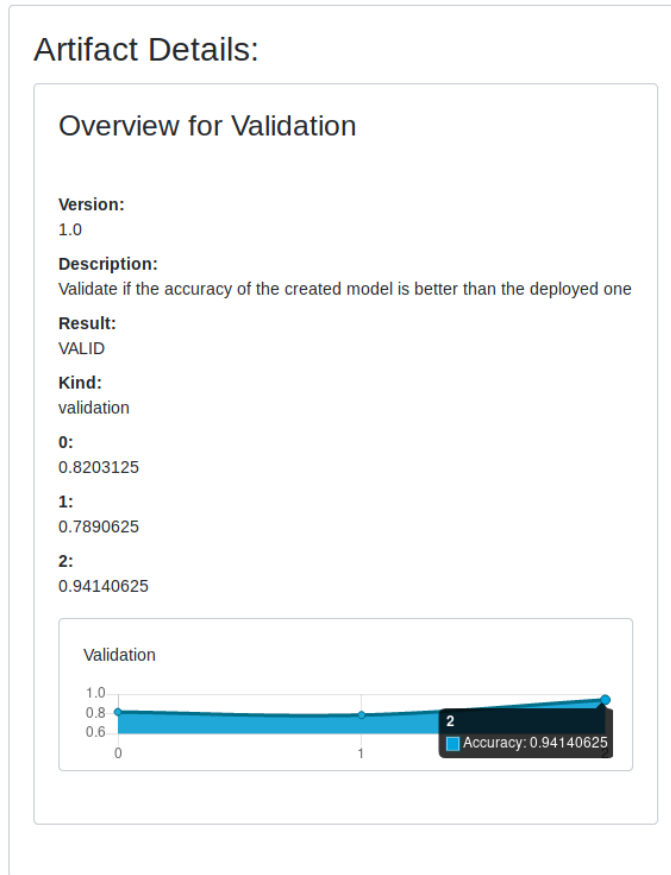 Artifact Details:
Overview for Validation
Version:
1.0
Description:
Validate if the accuracy of the created model is better than the deployed one
Result:
VALID
Kind:
validation
0:
0.8203125
1:
0.7890625
2:
0.94140625
Validation
1.0
0.8
0.6
0
1
2
Accuracy: 0.94140625